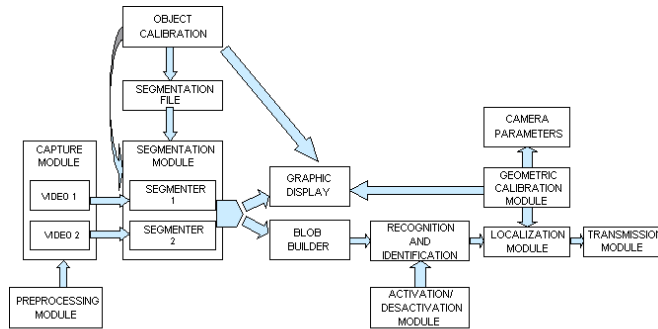 OBJECT
CALIBRATION
SEGMENTATION
FILE
CAMERA
PARAMETERS
CAPTURE
MODULE
SEGMENTATION
MODULE
VIDEO 1
SEGMENTER
1
GRAPHIC
DISPLAY
GEOMETRIC
CALIBRATION
MODULE
VIDEO 2
SEGMENTER
2
BLOB
BUILDER
RECOGNITION
AND
IDENTIFICATION
LOCALIZATION
MODULE
TRANSMISSION
MODULE
PREPROCESSING
MODULE
ACTIVATION/
DESACTIVATION
MODULE